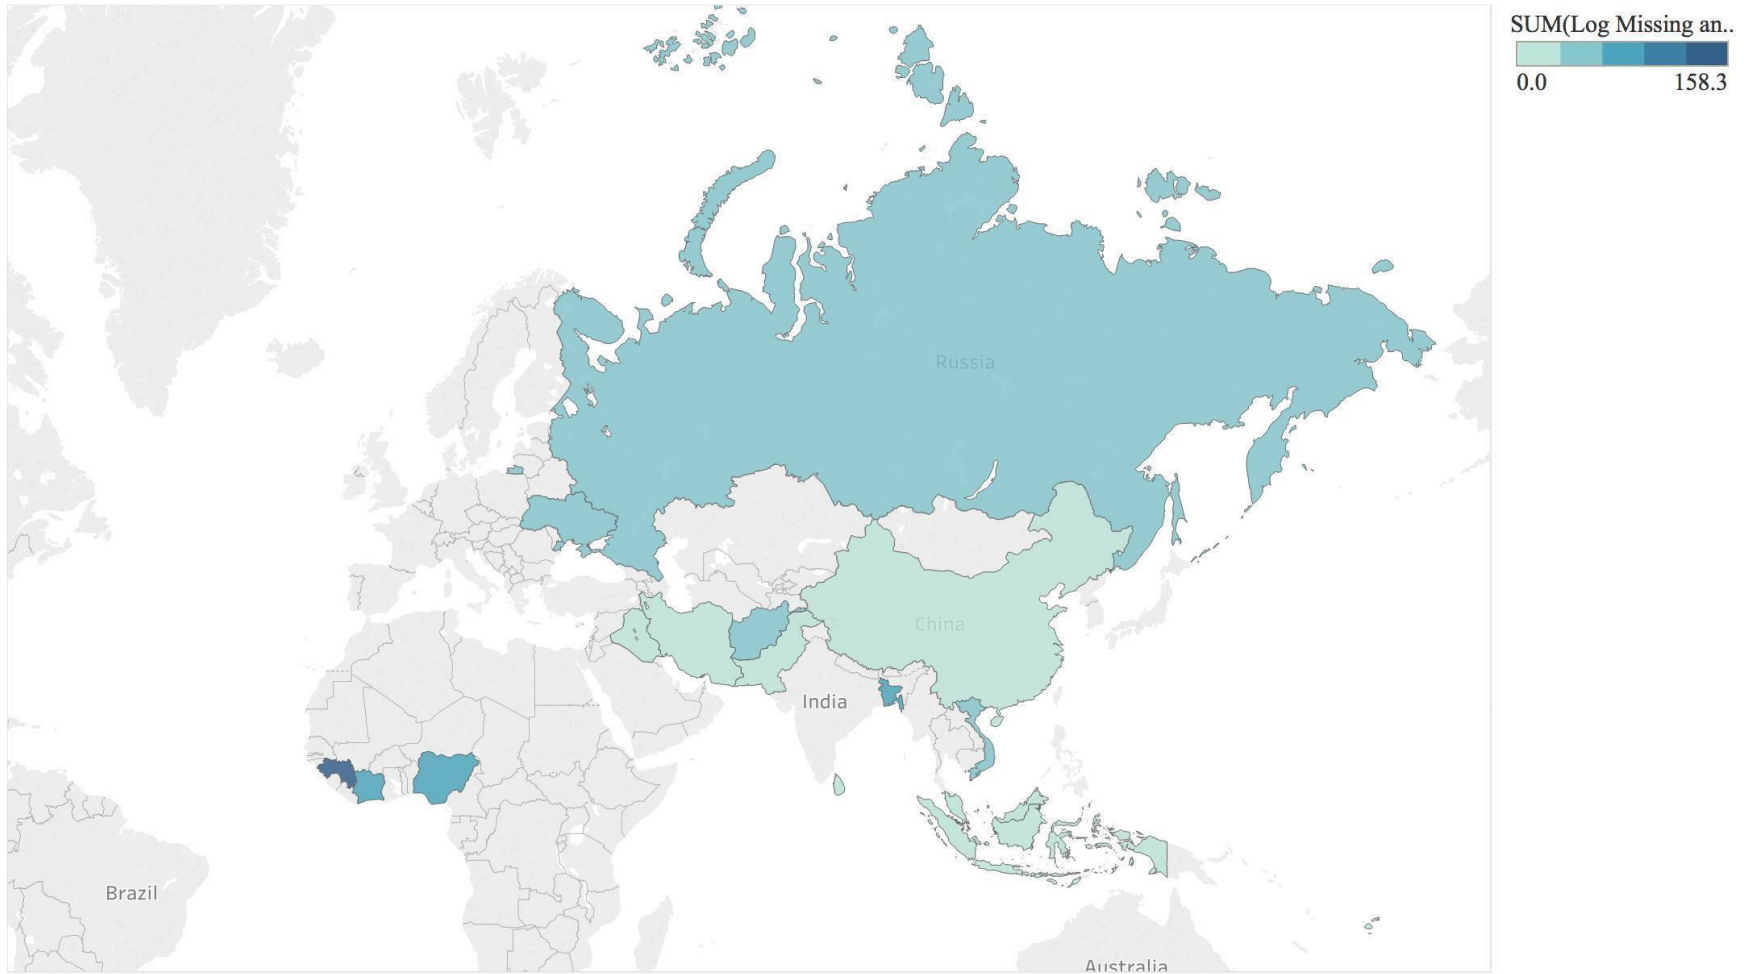 SUM(Log Missing an..
0.0 158.3
Russia
China
India
Brazil
Australia